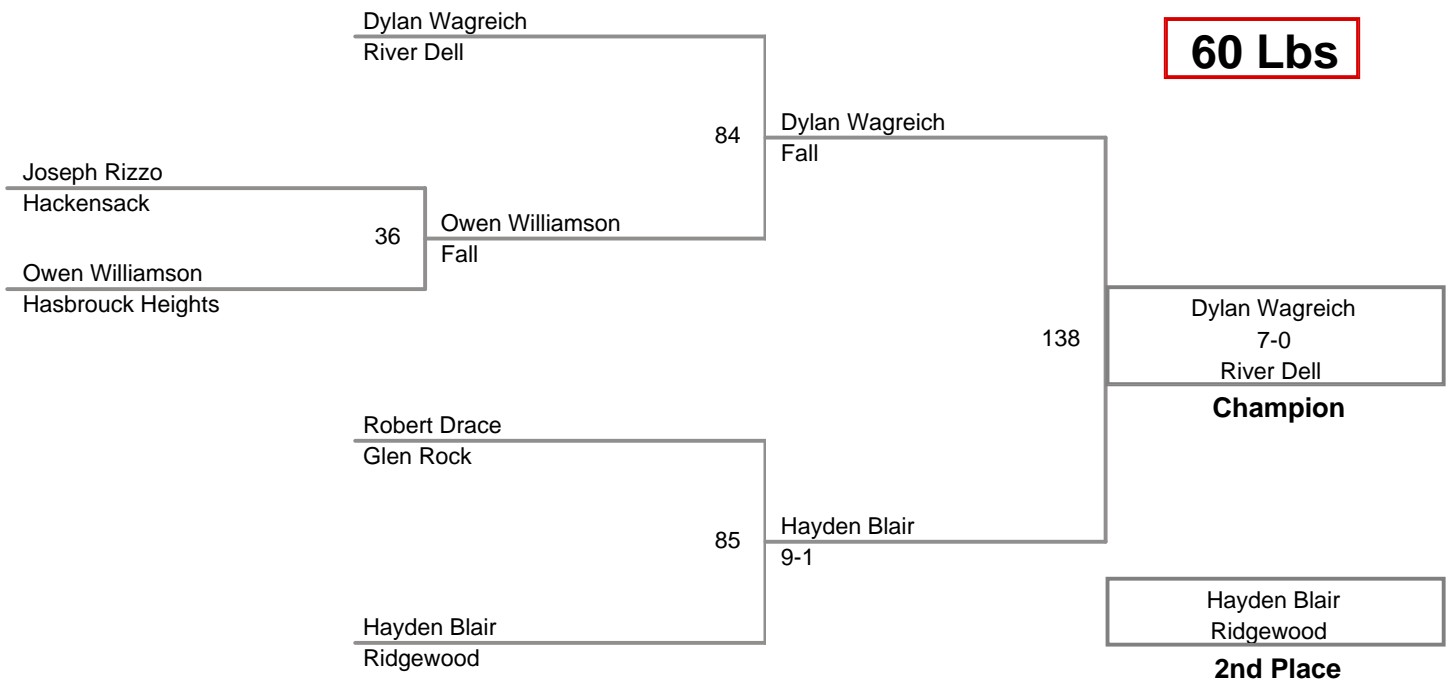 Dylan Wagreich
River Dell
60 Lbs
84
Dylan Wagreich
Fall
Joseph Rizzo
Hackensack
36
Owen Williamson
Fall
Owen Williamson
Hasbrouck Heights
138
Dylan Wagreich
7-0
River Dell
Champion
Robert Drace
Glen Rock
85
Hayden Blair
9-1
Hayden Blair
Ridgewood
Hayden Blair
Ridgewood
2nd Place